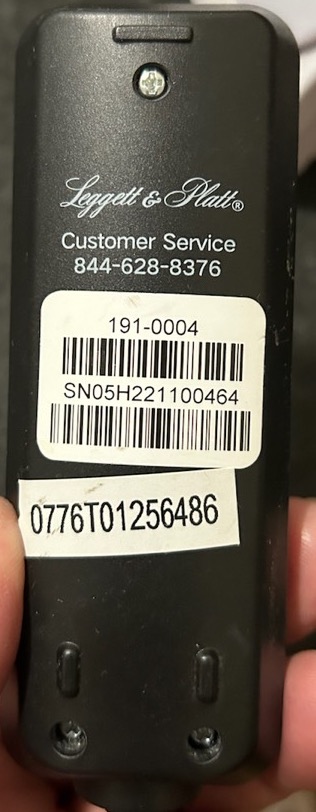 Leggett & Platt®
Customer Service
844-628-8376
191-0004
SN05H221100464
0776T01256486